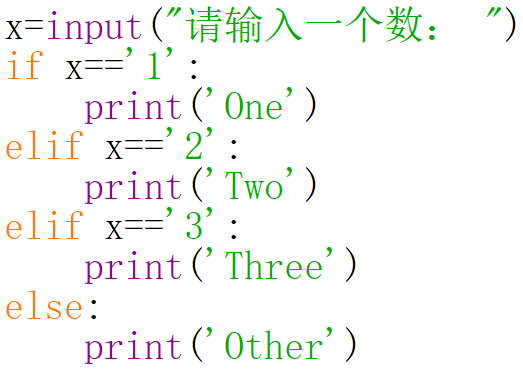 x=input("请输入一个数： ")
if x=='1':
    print('One')
elif x=='2':
    print('Two')
elif x=='3':
    print('Three')
else:
    print('Other')